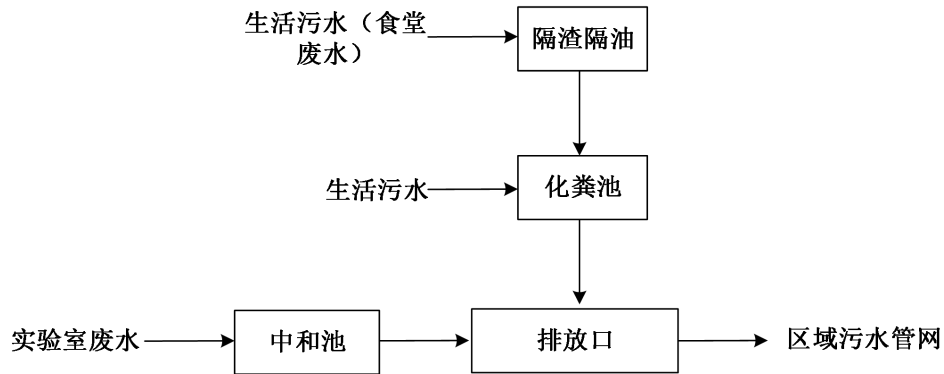 生活污水（食堂
废水）
隔渣隔油
生活污水
化粪池
实验室废水
中和池
排放口
区域污水管网